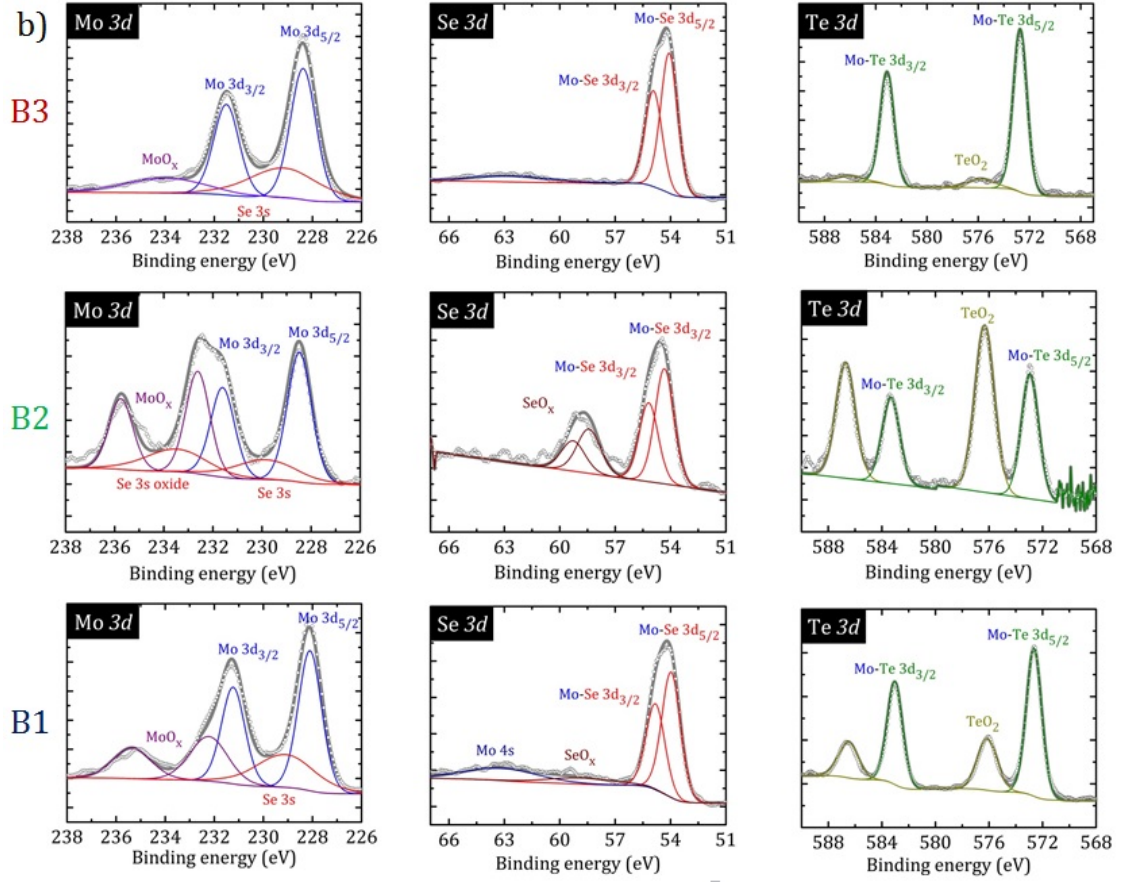 b)
B3
Mo 3d
Mo 3d5/2
Mo 3d3/2
MoOx
Se 3s
238 236 234 232 230 228 226
Binding energy (eV)
Se 3d
Mo-Se 3d5/2
Mo-Se 3d3/2
66 63 60 57 54 51
Binding energy (eV)
Te 3d
Mo-Te 3d5/2
Mo-Te 3d3/2
TeO2
588 584 580 576 572 568
Binding energy (eV)
B2
Mo 3d
Mo 3d5/2
Mo 3d3/2
MoOx
Se 3s oxide
Se 3s
238 236 234 232 230 228 226
Binding energy (eV)
Se 3d
Mo-Se 3d3/2
Mo-Se 3d3/2
SeOx
66 63 60 57 54 51
Binding energy (eV)
Te 3d
TeO2
Mo-Te 3d5/2
Mo-Te 3d3/2
588 584 580 576 572 568
Binding energy (eV)
B1
Mo 3d
Mo 3d5/2
Mo 3d3/2
MoOx
Se 3s
238 236 234 232 230 228 226
Binding energy (eV)
Se 3d
Mo-Se 3d5/2
Mo-Se 3d3/2
Mo 4s
SeOx
66 63 60 57 54 51
Binding energy (eV)
Te 3d
Mo-Te 3d5/2
Mo-Te 3d3/2
TeO2
588 584 580 576 572 568
Binding energy (eV)